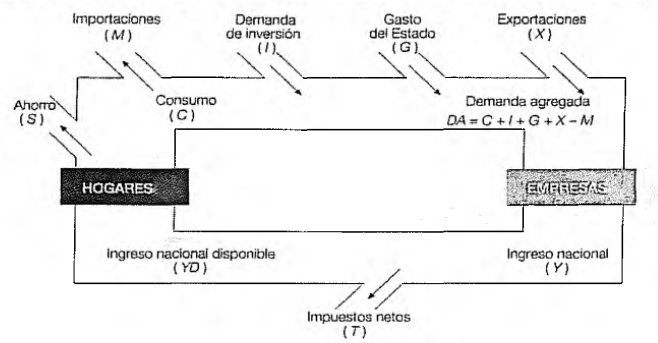 Importaciones
(M)
Demanda
de inversión
(I)
Gasto
del Estado
(G)
Exportaciones
(X)
Ahorro
(S)
Consumo
(C)
Demanda agregada
DA = C + I + G + X – M
HOGARES
EMPRESAS
Ingreso nacional disponible
(YD)
Ingreso nacional
(Y)
Impuestos netos
(T)